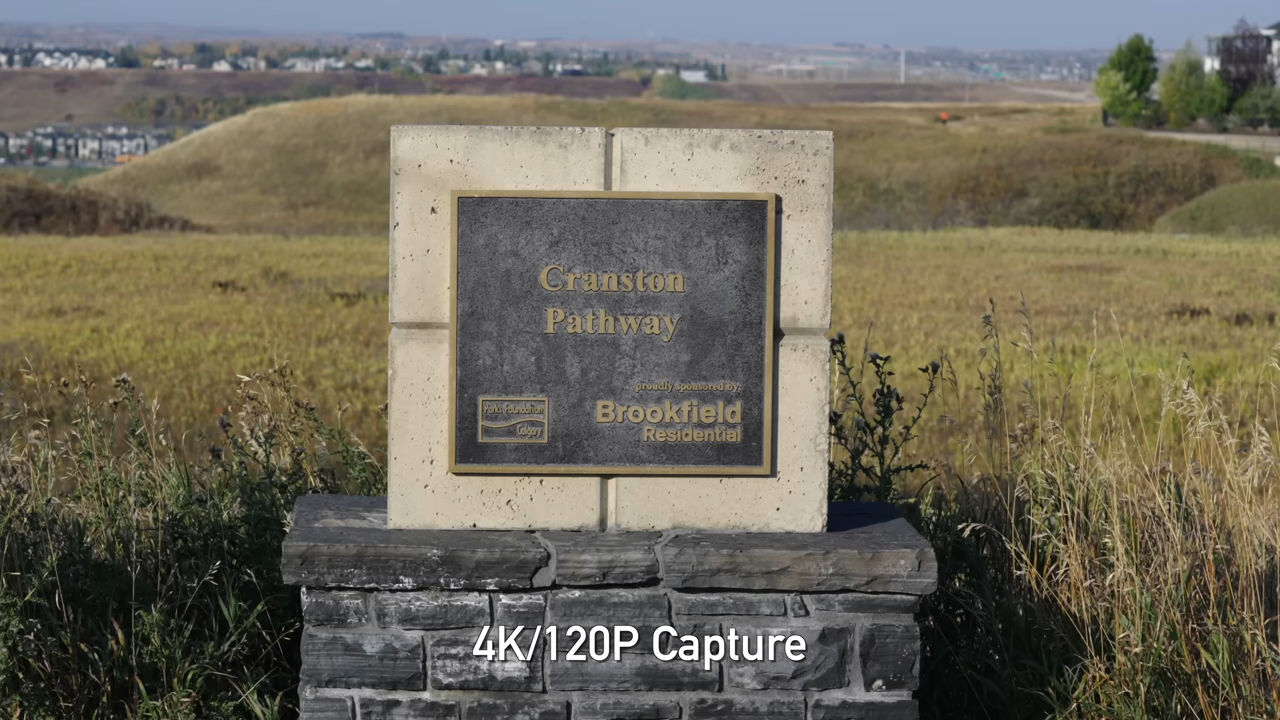 Cranston
Pathway
proudly sponsored by:
Parks Foundation
Calgary
Brookfield
Residential
4K/120P Capture